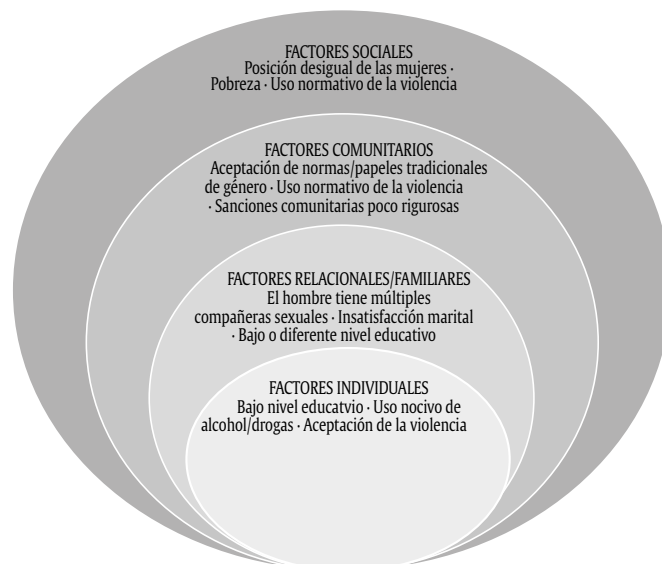 FACTORES SOCIALES
Posición desigual de las mujeres ·
Pobreza · Uso normativo de la violencia
FACTORES COMUNITARIOS
Aceptación de normas/papeles tradicionales
de género · Uso normativo de la violencia
· Sanciones comunitarias poco rigurosas
FACTORES RELACIONALES/FAMILIARES
El hombre tiene múltiples
compañeras sexuales · Insatisfacción marital
· Bajo o diferente nivel educativo
FACTORES INDIVIDUALES
Bajo nivel educatvio · Uso nocivo de
alcohol/drogas · Aceptación de la violencia